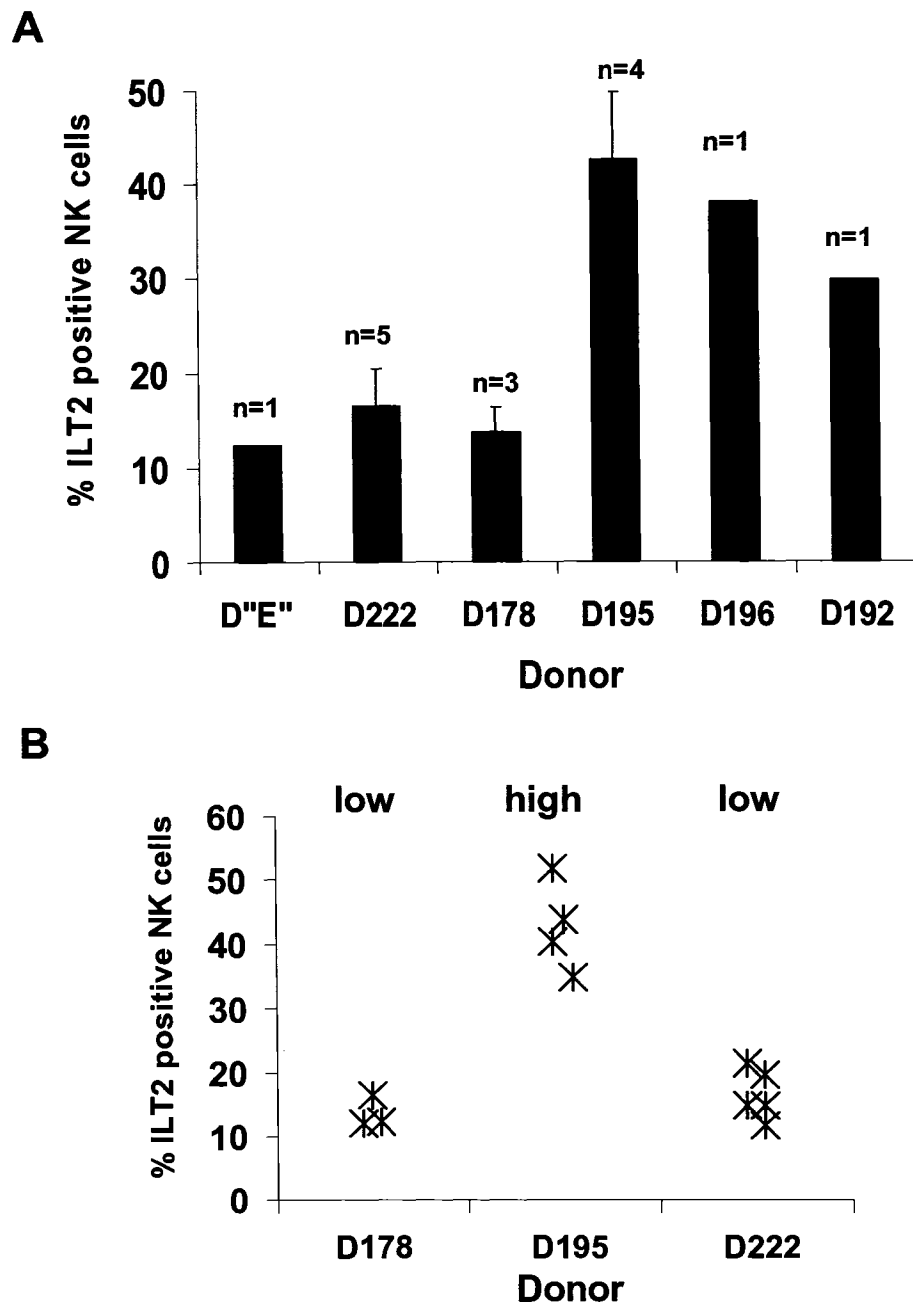 A
% ILT2 positive NK cells
50
40
30
20
10
0
n=1
n=5
n=3
n=4
n=1
n=1
D"E" D222 D178 D195 D196 D192
Donor
B
low high low
% ILT2 positive NK cells
60
50
40
30
20
10
0
D178 D195 D222
Donor